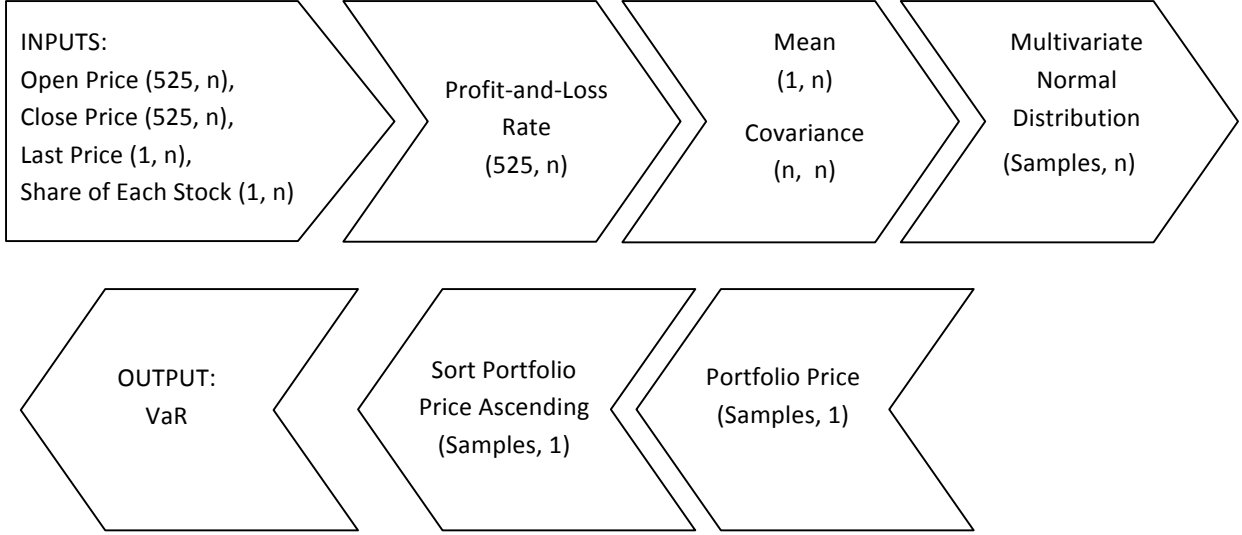 INPUTS:
Open Price (525, n),
Close Price (525, n),
Last Price (1, n),
Share of Each Stock (1, n)
Profit-and-Loss
Rate
(525, n)
Mean
(1, n)
Covariance
(n, n)
Multivariate
Normal
Distribution
(Samples, n)
Portfolio Price
(Samples, 1)
Sort Portfolio
Price Ascending
(Samples, 1)
OUTPUT:
VaR